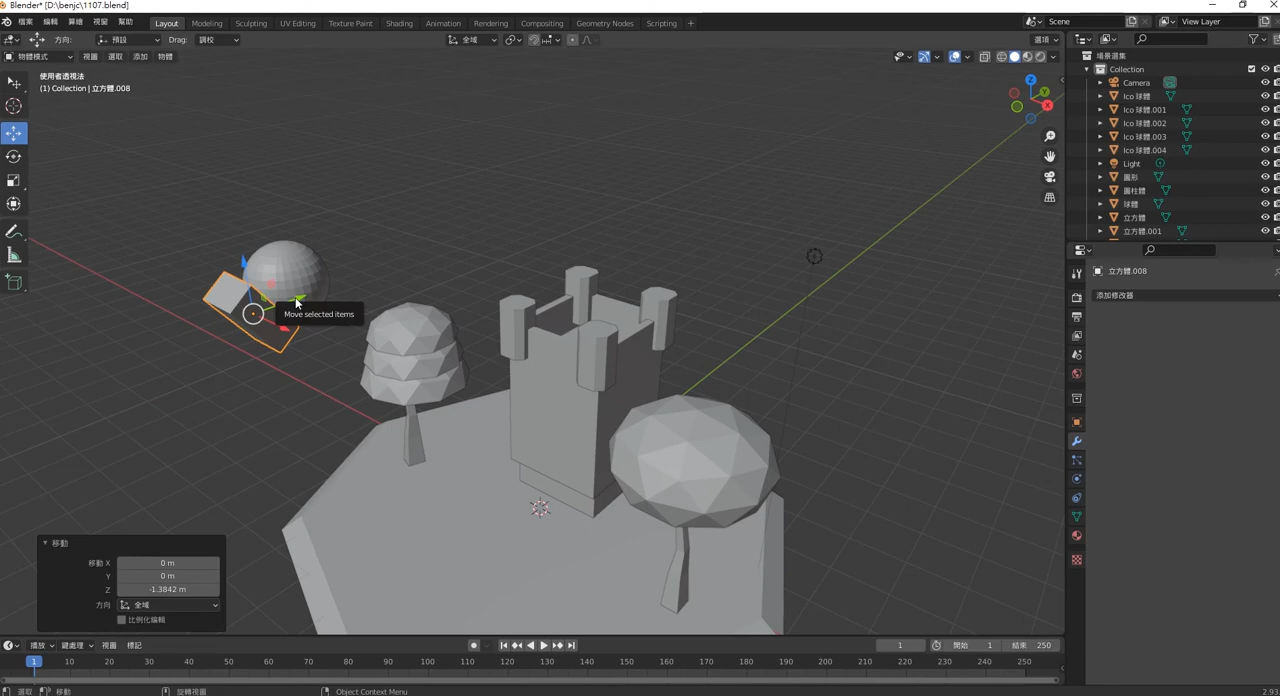 Blender* [D:\benjc\1107.blend]
檔案 編輯 算繪 視窗 幫助 Layout Modeling Sculpting UV Editing Texture Paint Shading Animation Rendering Compositing Geometry Nodes Scripting + Scene View Layer
方向: 預設 Drag: 調校 全域 選項
物體模式 視圖 選取 添加 物體
使用者透視法
(1) Collection | 立方體.008
Z
Y
X
場景選集
Collection
Camera
Ico 球體
Ico 球體.001
Ico 球體.002
Ico 球體.003
Ico 球體.004
Light
圓形
圓柱體
球體
立方體
立方體.001
立方體.008
添加修改器
Move selected items
移動
移動 X 0 m
Y 0 m
Z -1.3842 m
方向 全域
比例化編輯
播放 鍵處理 視圖 標記 1 開始 1 結束 250
1 10 20 30 40 50 60 70 80 90 100 110 120 130 140 150 160 170 180 190 200 210 220 230 240 250
選取 移動 旋轉視圖 Object Context Menu 2.93